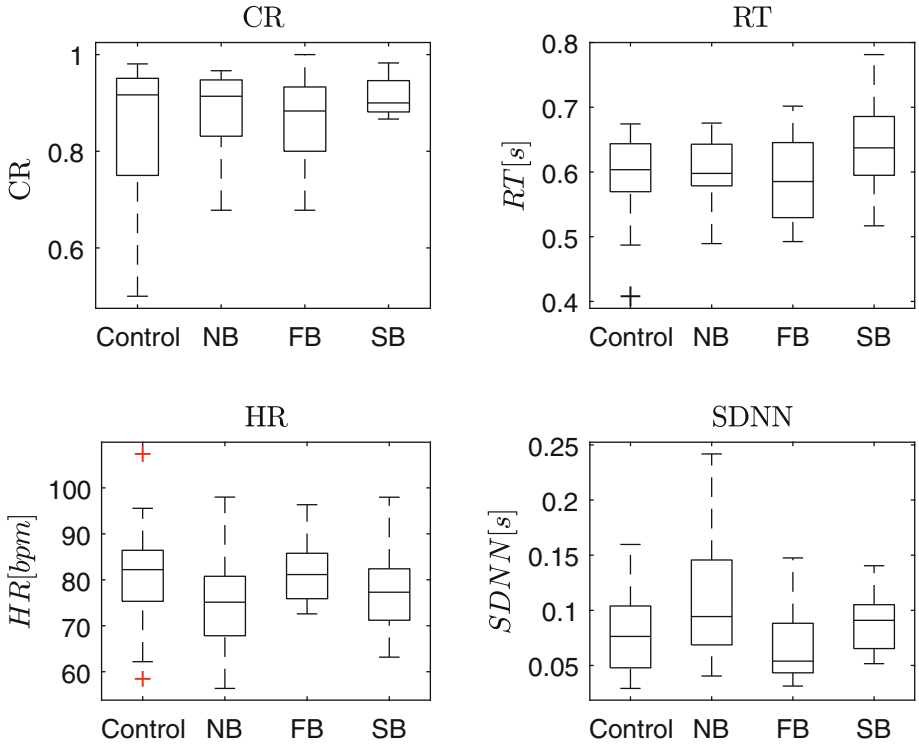 CR
CR
1
0.8
0.6
Control NB FB SB
RT
RT[s]
0.8
0.7
0.6
0.5
0.4
Control NB FB SB
HR
HR[bpm]
100
90
80
70
60
Control NB FB SB
SDNN
SDNN[s]
0.25
0.2
0.15
0.1
0.05
Control NB FB SB